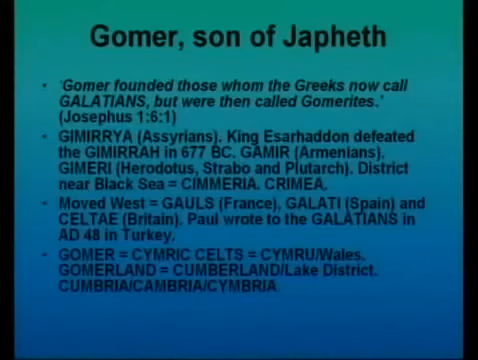 Gomer, son of Japheth
• 'Gomer founded those whom the Greeks now call
GALATIANS, but were then called Gomerites.'
(Josephus 1:6:1)
• GIMIRRYA (Assyrians). King Esarhaddon defeated
the GIMIRRAH in 677 BC. GAMIR (Armenians).
GIMERI (Herodotus, Strabo and Plutarch). District
near Black Sea = CIMMERIA. CRIMEA.
• Moved West = GAULS (France), GALATI (Spain) and
CELTAE (Britain). Paul wrote to the GALATIANS in
AD 48 in Turkey.
• GOMER = CYMRIC CELTS = CYMRU/Wales.
GOMERLAND = CUMBERLAND/Lake District.
CUMBRIA/CAMBRIA/CYMBRIA